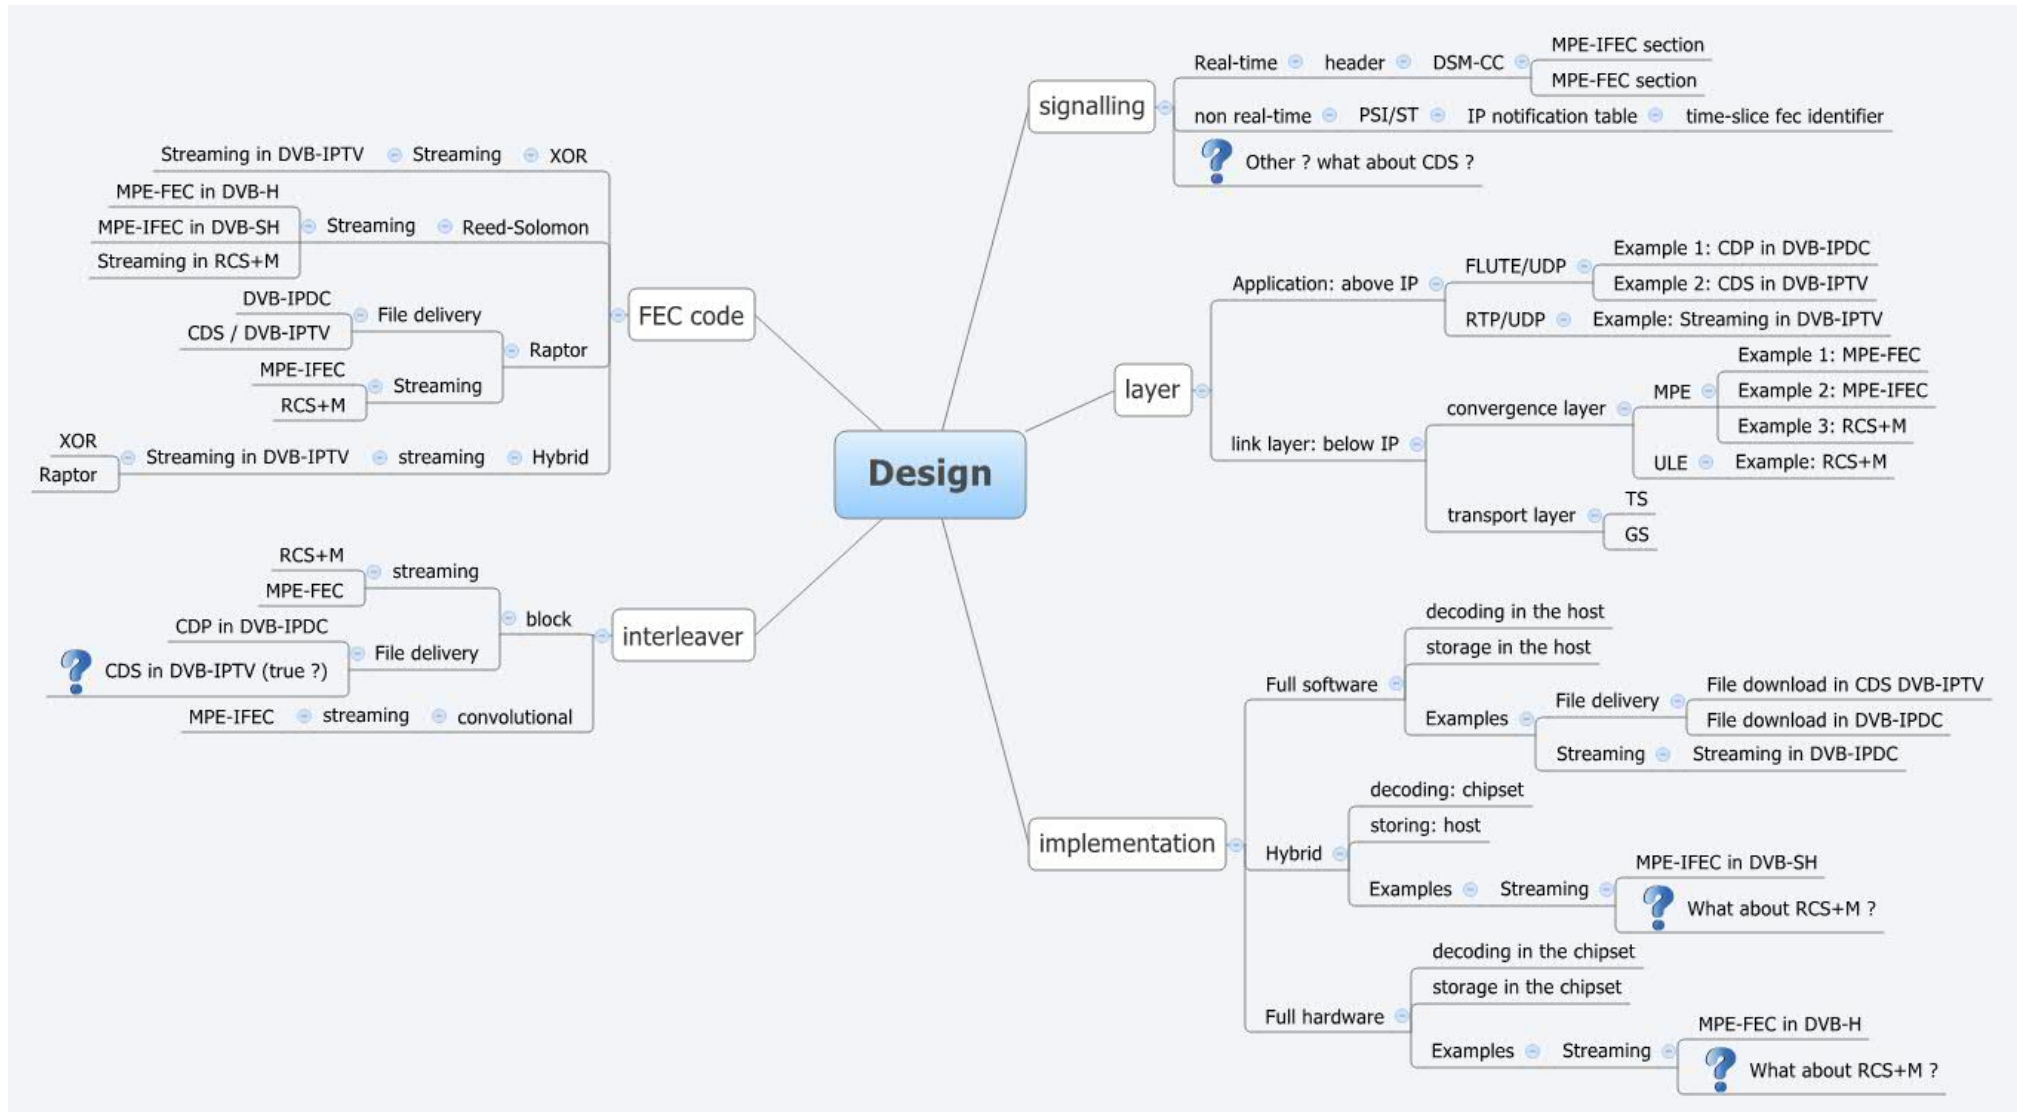 Design
signalling
Real-time
header
DSM-CC
MPE-IFEC section
MPE-FEC section
non real-time
PSI/ST
IP notification table
time-slice fec identifier
Other ? what about CDS ?
layer
Application: above IP
FLUTE/UDP
Example 1: CDP in DVB-IPDC
Example 2: CDS in DVB-IPTV
RTP/UDP
Example: Streaming in DVB-IPTV
link layer: below IP
convergence layer
MPE
Example 1: MPE-FEC
Example 2: MPE-IFEC
Example 3: RCS+M
ULE
Example: RCS+M
transport layer
TS
GS
implementation
Full software
decoding in the host
storage in the host
Examples
File delivery
File download in CDS DVB-IPTV
File download in DVB-IPDC
Streaming
Streaming in DVB-IPDC
Hybrid
decoding: chipset
storing: host
Examples
Streaming
MPE-IFEC in DVB-SH
What about RCS+M ?
Full hardware
decoding in the chipset
storage in the chipset
Examples
Streaming
MPE-FEC in DVB-H
What about RCS+M ?
FEC code
XOR
Streaming
Streaming in DVB-IPTV
Reed-Solomon
Streaming
MPE-FEC in DVB-H
MPE-IFEC in DVB-SH
Streaming in RCS+M
Raptor
File delivery
DVB-IPDC
CDS / DVB-IPTV
Streaming
MPE-IFEC
RCS+M
Hybrid
streaming
Streaming in DVB-IPTV
XOR
Raptor
interleaver
block
streaming
RCS+M
MPE-FEC
File delivery
CDP in DVB-IPDC
CDS in DVB-IPTV (true ?)
convolutional
streaming
MPE-IFEC